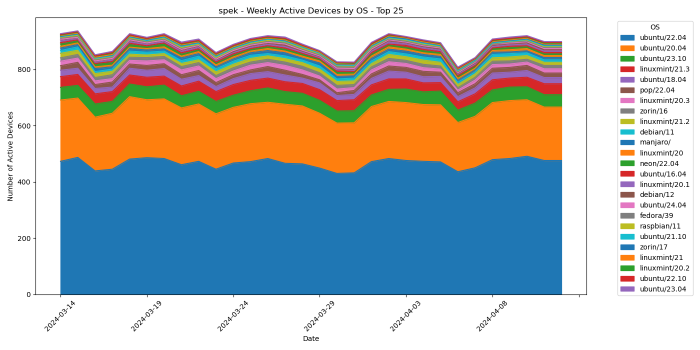 spek - Weekly Active Devices by OS - Top 25
Number of Active Devices
800
600
400
200
0
2024-03-14
2024-03-19
2024-03-24
2024-03-29
2024-04-03
2024-04-08
Date
OS
ubuntu/22.04
ubuntu/20.04
ubuntu/23.10
linuxmint/21.3
ubuntu/18.04
pop/22.04
linuxmint/20.3
zorin/16
linuxmint/21.2
debian/11
manjaro/
linuxmint/20
neon/22.04
ubuntu/16.04
linuxmint/20.1
debian/12
ubuntu/24.04
fedora/39
raspbian/11
ubuntu/21.10
zorin/17
linuxmint/21
linuxmint/20.2
ubuntu/22.10
ubuntu/23.04